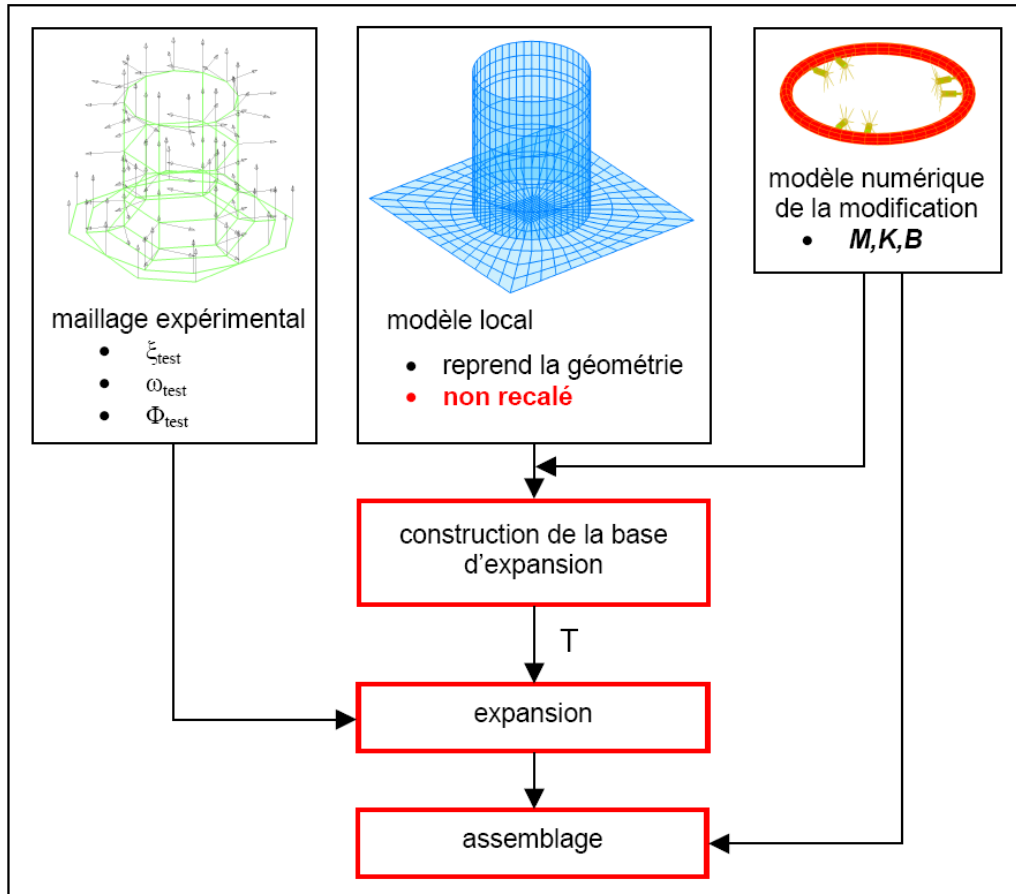 maillage expérimental
• ξtest
• ωtest
• Φtest
modèle local
• reprend la géométrie
• non recalé
modèle numérique
de la modification
• M,K,B
construction de la base
d'expansion
T
expansion
assemblage